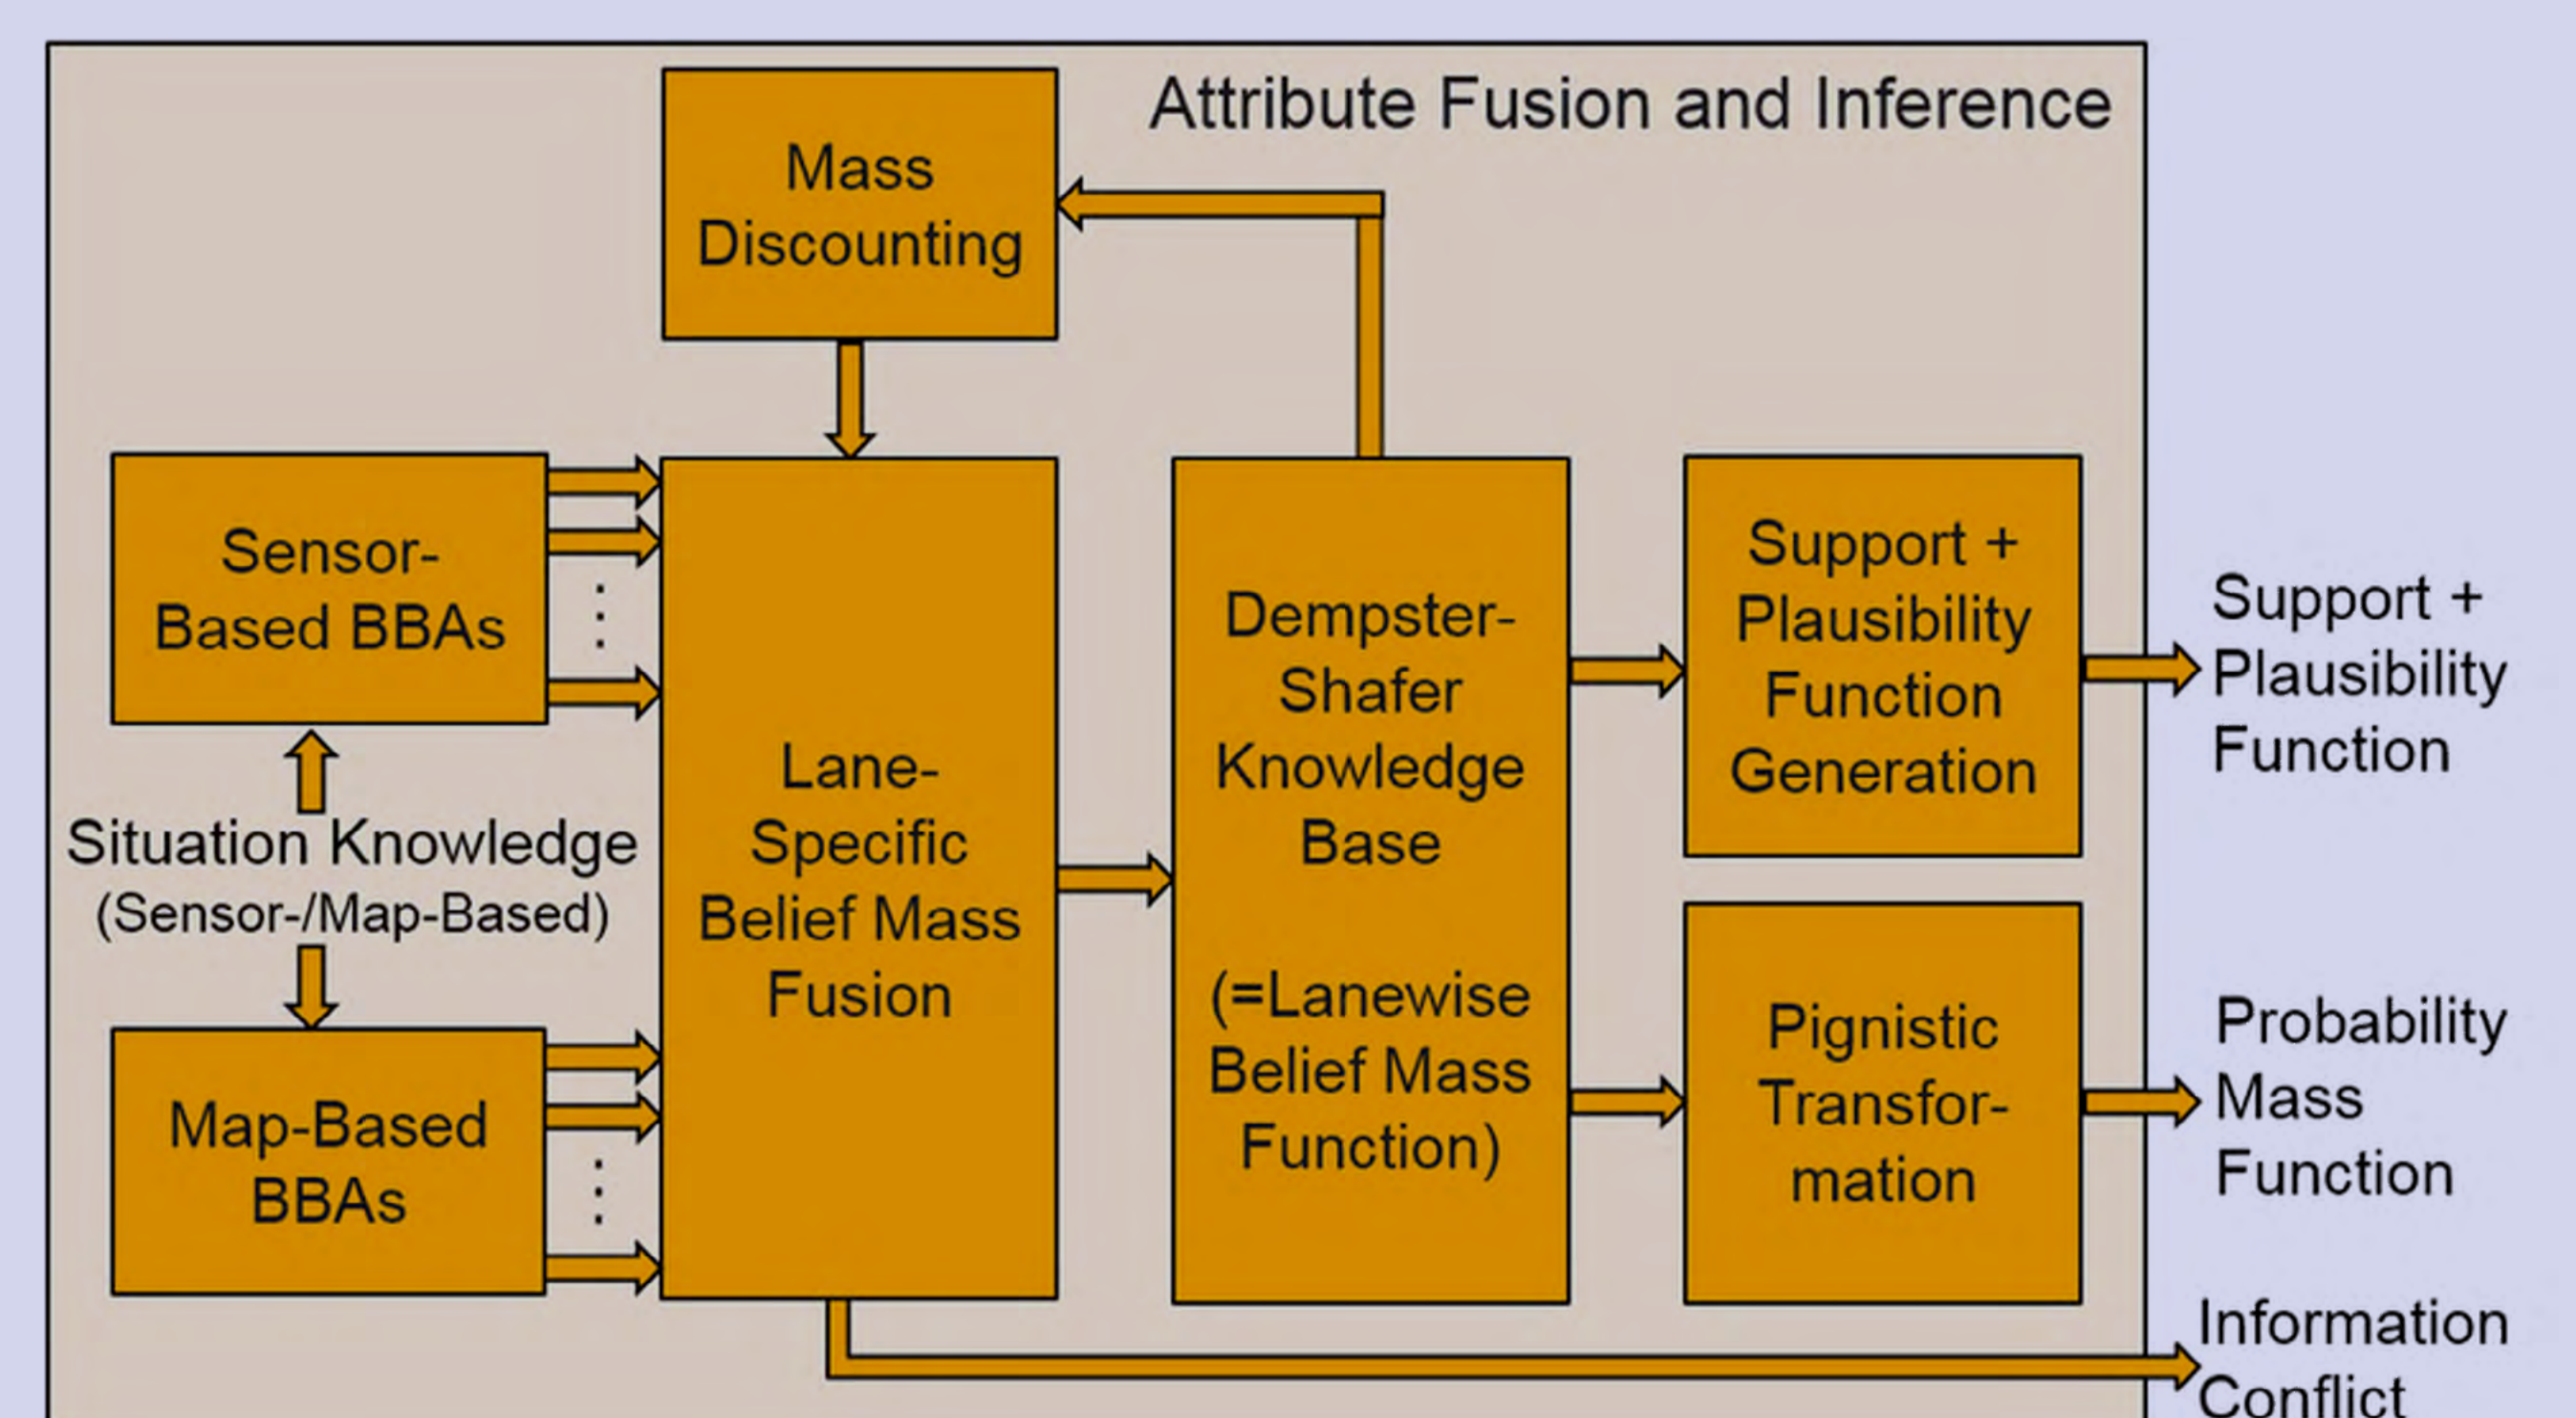 Attribute Fusion and Inference
Mass
Discounting
Sensor-
Based BBAs
Situation Knowledge
(Sensor-/Map-Based)
Map-Based
BBAs
Lane-
Specific
Belief Mass
Fusion
Dempster-
Shafer
Knowledge
Base
(=Lanewise
Belief Mass
Function)
Support +
Plausibility
Function
Generation
Pignistic
Transfor-
mation
Support +
Plausibility
Function
Probability
Mass
Function
Information
Conflict